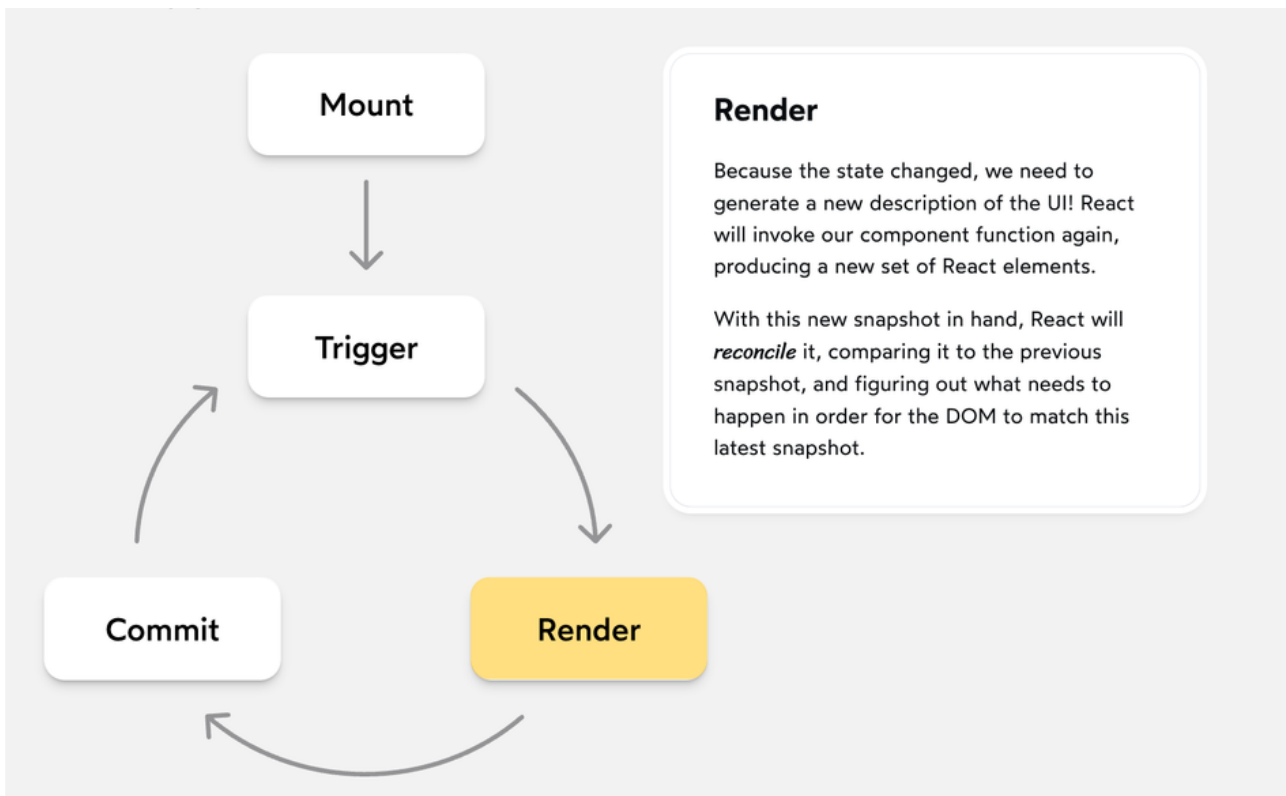 Mount
Trigger
Commit
Render
Render
Because the state changed, we need to
generate a new description of the UI! React
will invoke our component function again,
producing a new set of React elements.
With this new snapshot in hand, React will
reconcile it, comparing it to the previous
snapshot, and figuring out what needs to
happen in order for the DOM to match this
latest snapshot.